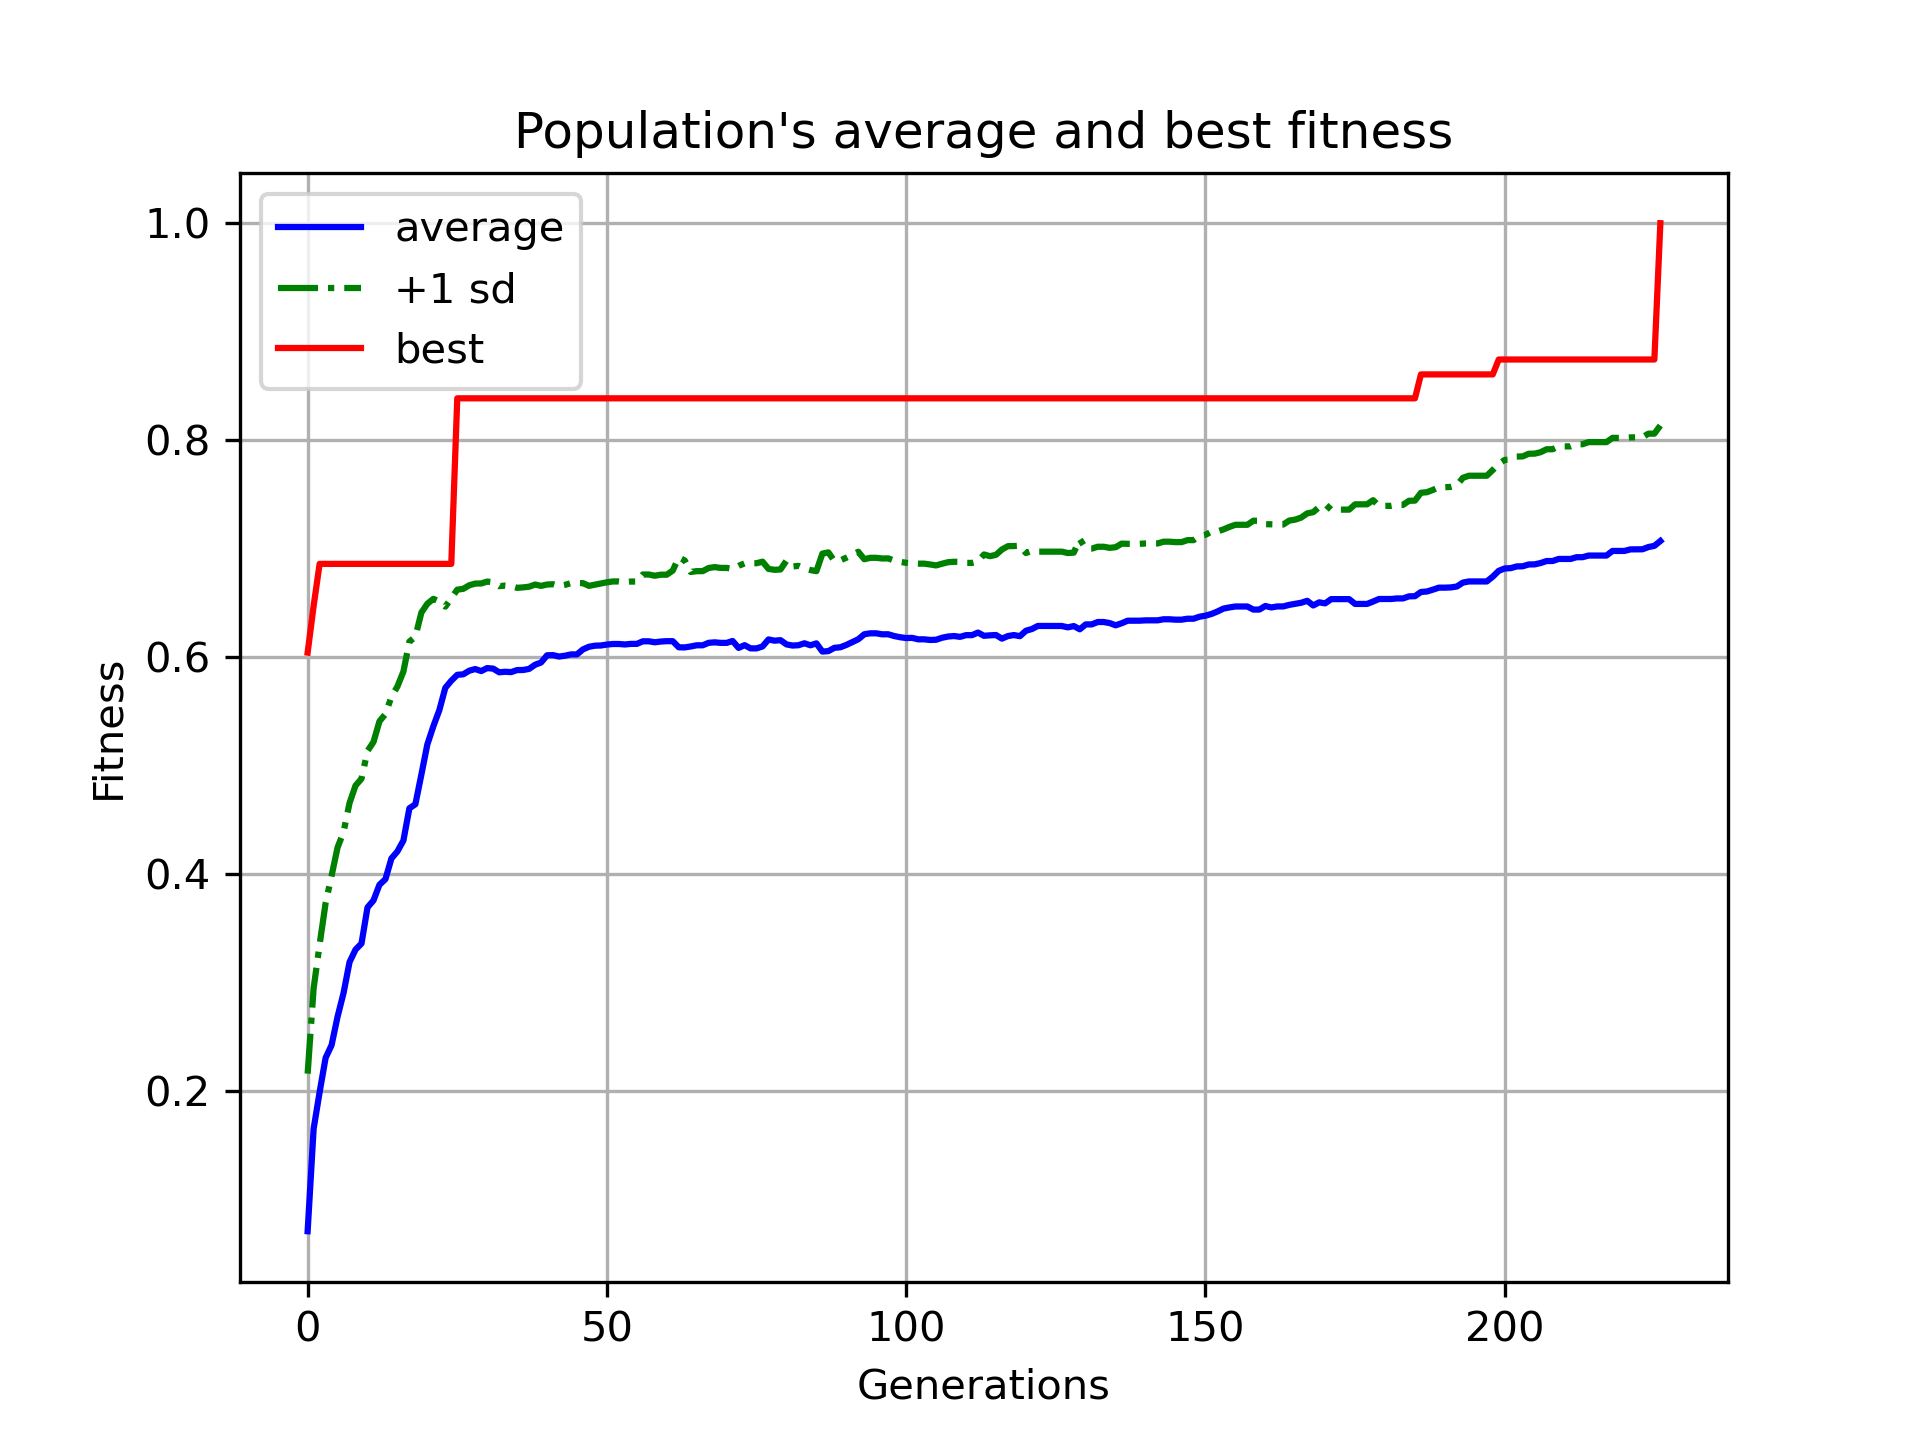 Population's average and best fitness
average
+1 sd
best
1.0
0.8
0.6
0.4
0.2
Fitness
0 50 100 150 200
Generations